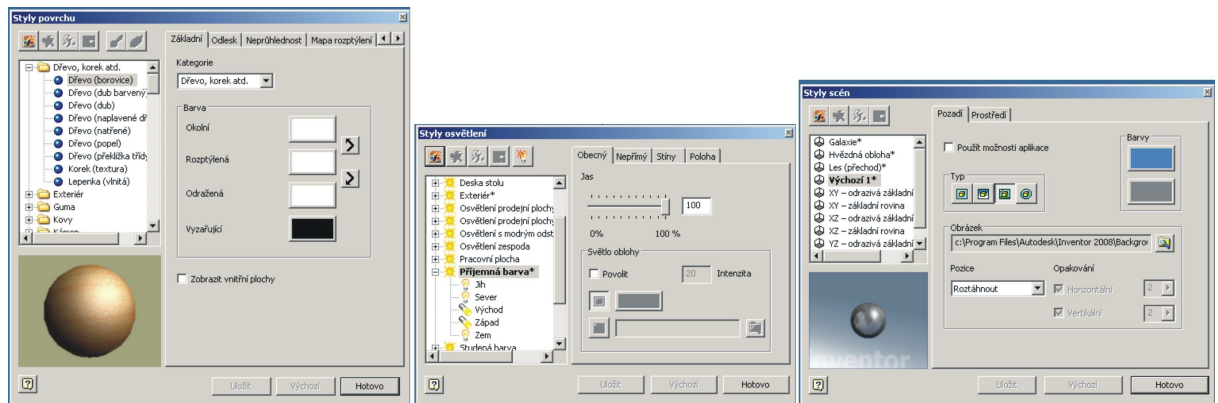 Styly povrchu
Základní
Odlesk
Neprůhlednost
Mapa rozptýlení
Dřevo, korek atd.
Dřevo (borovice)
Dřevo (dub barvený)
Dřevo (dub)
Dřevo (naplavené dř
Dřevo (natřené)
Dřevo (popel)
Dřevo (překližka třídy
Korek (textura)
Lepenka (vlnitá)
Exteriér
Guma
Kovy
Kámen
Kategorie
Dřevo, korek atd.
Barva
Okolní
Rozptýlená
Odražená
Vyzařující
Zobrazit vnitřní plochy
Uložit
Výchozí
Hotovo
Styly osvětlení
Obecný
Nepřímý
Stíny
Poloha
Deska stolu
Exteriér*
Osvětlení prodejní plochy
Osvětlení prodejní plochy
Osvětlení s modrým odst
Osvětlení zespoda
Pracovní plocha
Příjemná barva*
Jih
Sever
Východ
Západ
Zem
Studená barva
Jas
100
0%
100 %
Světlo oblohy
Povolit
20
Intenzita
Uložit
Výchozí
Hotovo
Styly scén
Pozadí
Prostředí
Galaxie*
Hvězdná obloha*
Les (přechod)*
Výchozí 1*
XY – odrazivá základní
XY – základní rovina
XZ – odrazivá základní
XZ – základní rovina
YZ – odrazivá základní
Použít možnosti aplikace
Barvy
Typ
Obrázek
c:\Program Files\Autodesk\Inventor 2008\Backgrou
Pozice
Opakování
Roztáhnout
Horizontální
2
Vertikální
2
nventor
Uložit
Výchozí
Hotovo